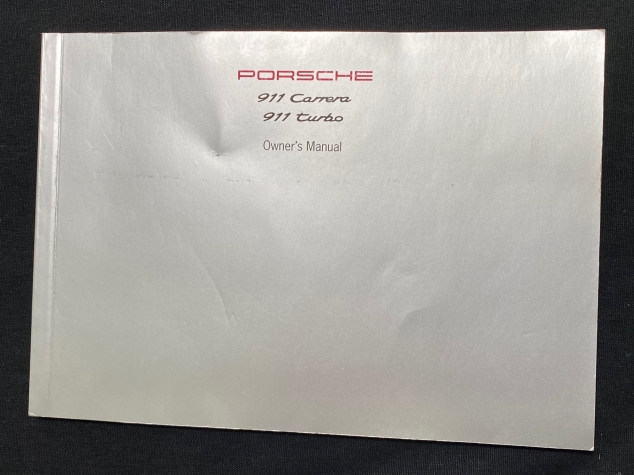 PORSCHE
911 Carrera
911 turbo
Owner's Manual